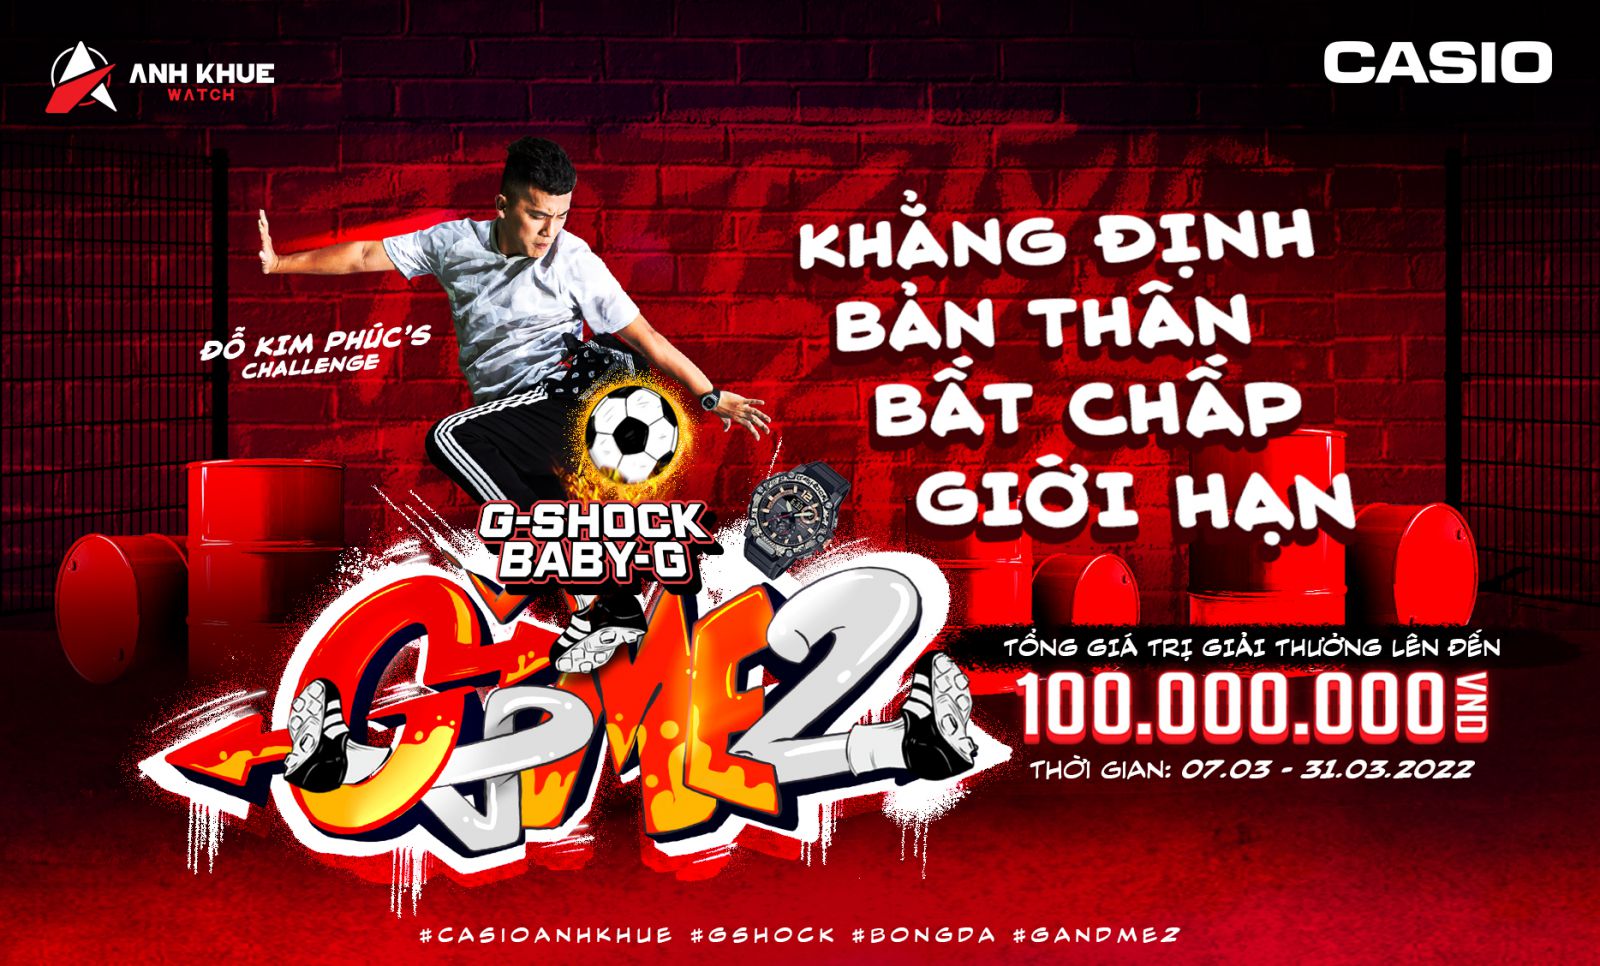 ANH KHUE
WATCH
CASIO
ĐỖ KIM PHÚC'S
CHALLENGE
KHẲNG ĐỊNH
BẢN THÂN
BẤT CHẤP
GIỚI HẠN
G-SHOCK
BABY-G
G&ME2
TỔNG GIÁ TRỊ GIẢI THƯỞNG LÊN ĐẾN
100.000.000 VND
THỜI GIAN: 07.03 - 31.03.2022
#CASIOANHKHUE #GSHOCK #BONGDA #GANDME2